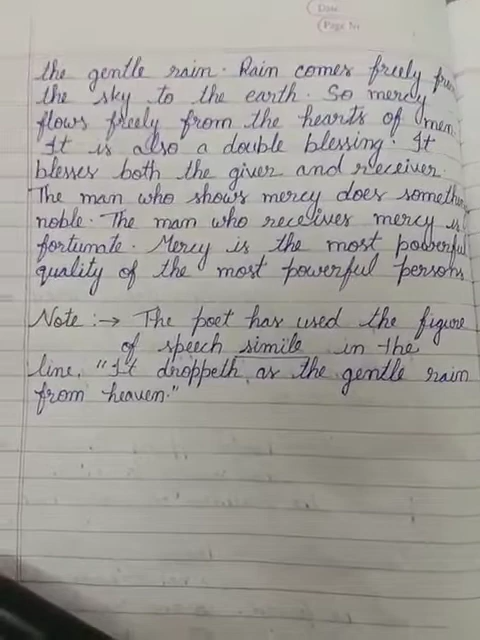 Date
Page No
the gentle rain. Rain comes freely from
the sky to the earth. So mercy
flows freely from the hearts of men.
It is also a double blessing. It
blesses both the giver and receiver.
The man who shows mercy does something
noble. The man who receives mercy is
fortunate. Mercy is the most powerful
quality of the most powerful persons
Note :→ The poet has used the figure
of speech simile in the
line, "It droppeth as the gentle rain
from heaven."